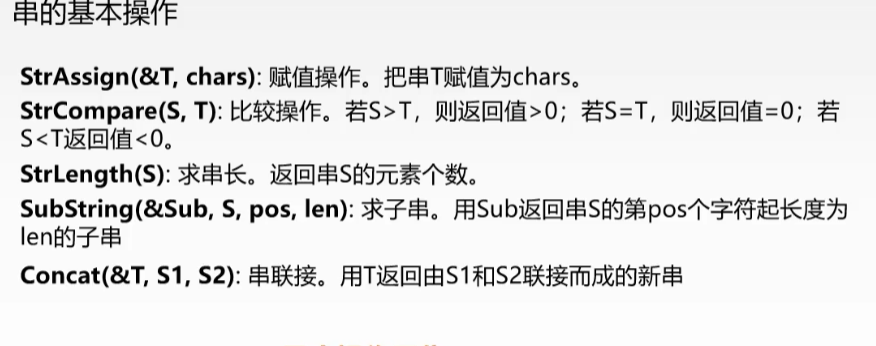 串的基本操作
StrAssign(&T, chars): 赋值操作。把串T赋值为chars。
StrCompare(S, T): 比较操作。若S>T，则返回值>0；若S=T，则返回值=0；若
S<T返回值<0。
StrLength(S): 求串长。返回串S的元素个数。
SubString(&Sub, S, pos, len): 求子串。用Sub返回串S的第pos个字符起长度为
len的子串
Concat(&T, S1, S2): 串联接。用T返回由S1和S2联接而成的新串